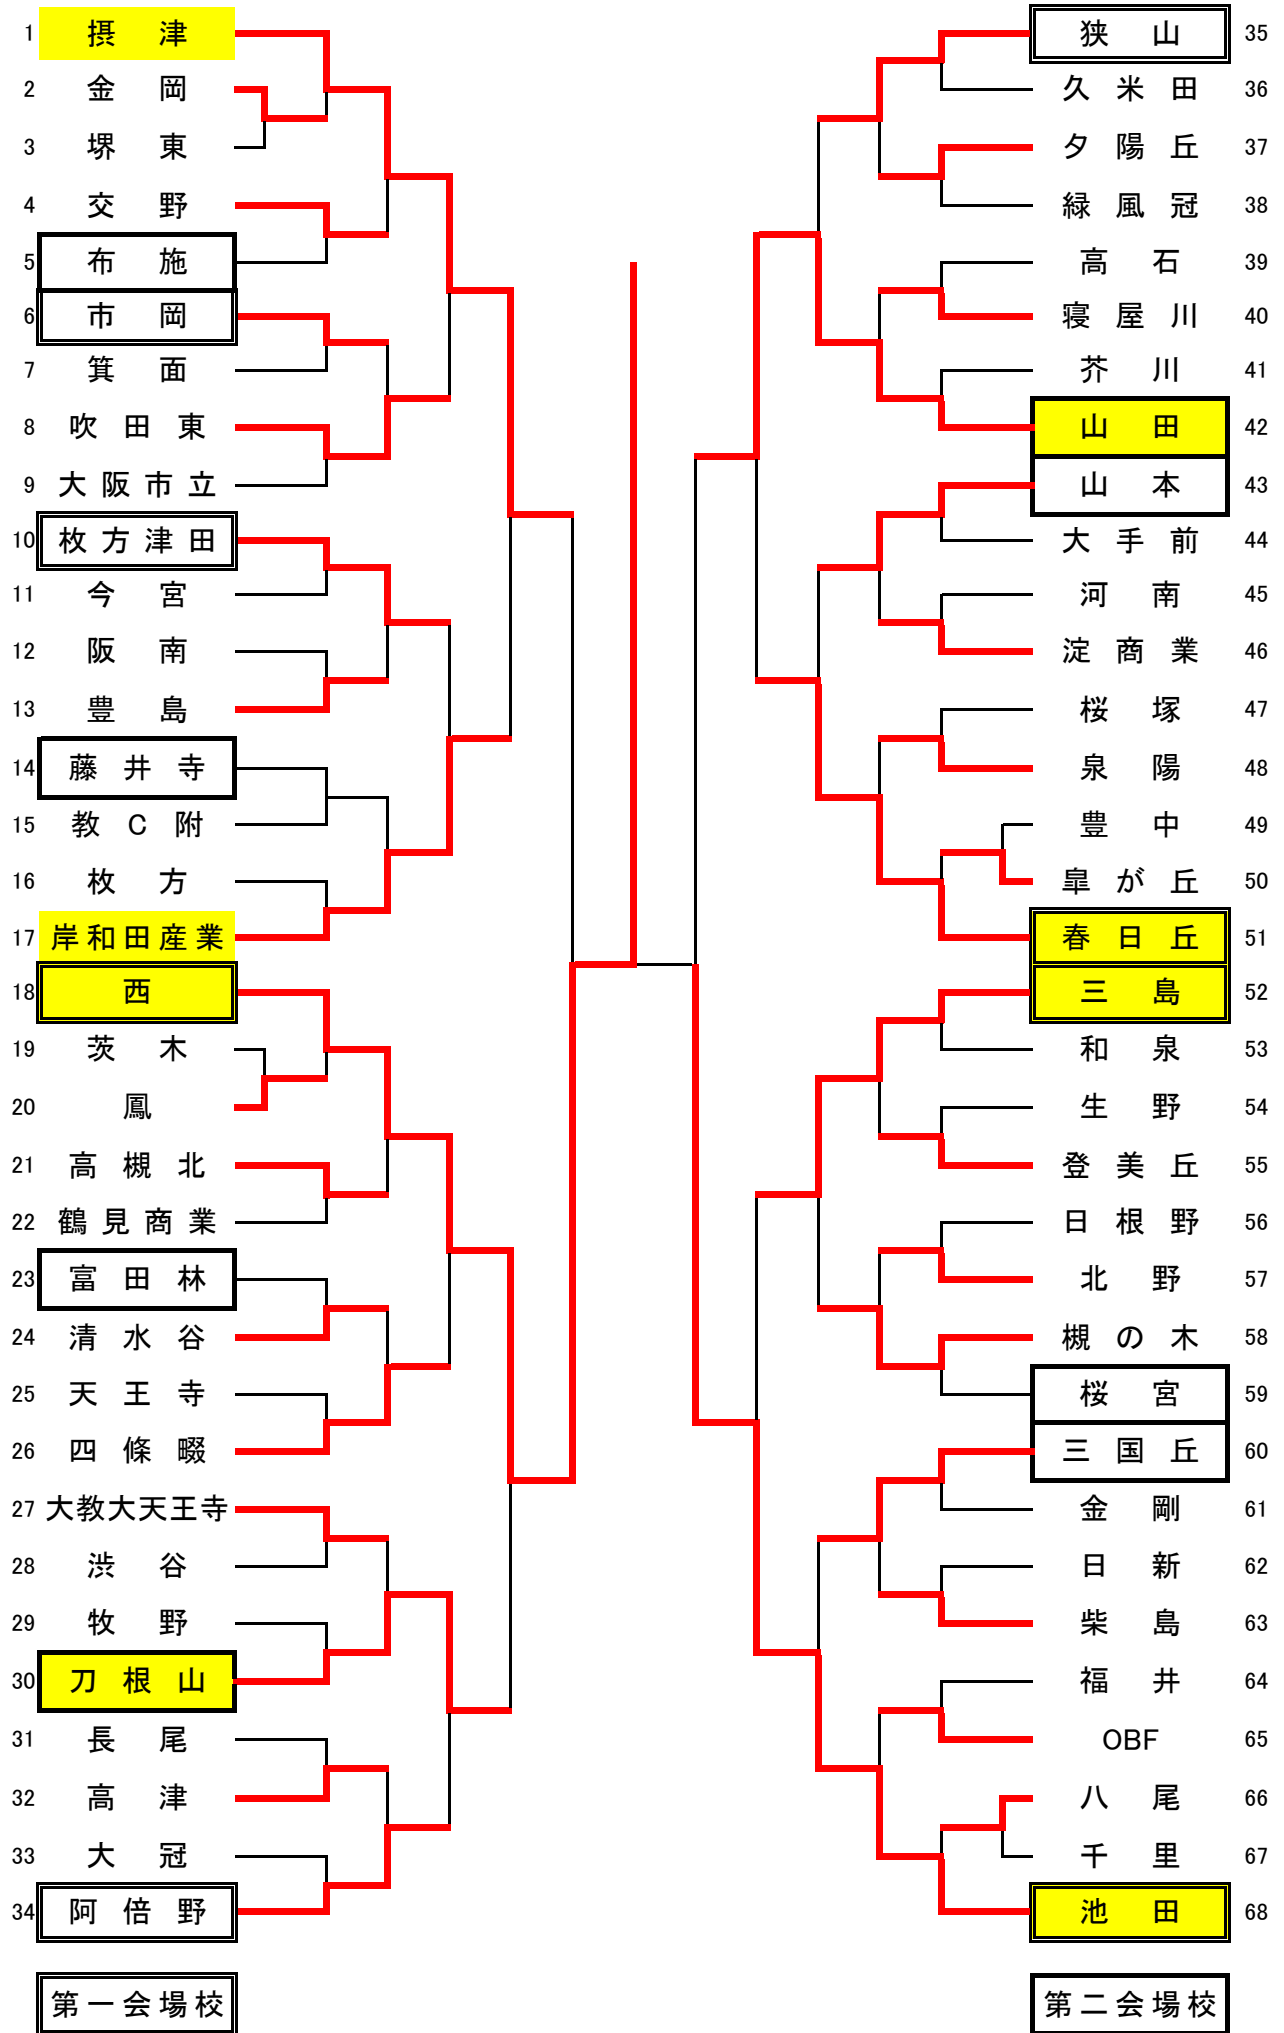 1 摂津
2 金岡
3 堺東
4 交野
5 布施
6 市岡
7 箕面
8 吹田東
9 大阪市立
10 枚方津田
11 今宮
12 阪南
13 豊島
14 藤井寺
15 教C附
16 枚方
17 岸和田産業
18 西
19 茨木
20 鳳
21 高槻北
22 鶴見商業
23 富田林
24 清水谷
25 天王寺
26 四條畷
27 大教大天王寺
28 渋谷
29 牧野
30 刀根山
31 長尾
32 高津
33 大冠
34 阿倍野
第一会場校
狭山 35
久米田 36
夕陽丘 37
緑風冠 38
高石 39
寝屋川 40
芥川 41
山田 42
山本 43
大手前 44
河南 45
淀商業 46
桜塚 47
泉陽 48
豊中 49
皐が丘 50
春日丘 51
三島 52
和泉 53
生野 54
登美丘 55
日根野 56
北野 57
槻の木 58
桜宮 59
三国丘 60
金剛 61
日新 62
柴島 63
福井 64
OBF 65
八尾 66
千里 67
池田 68
第二会場校